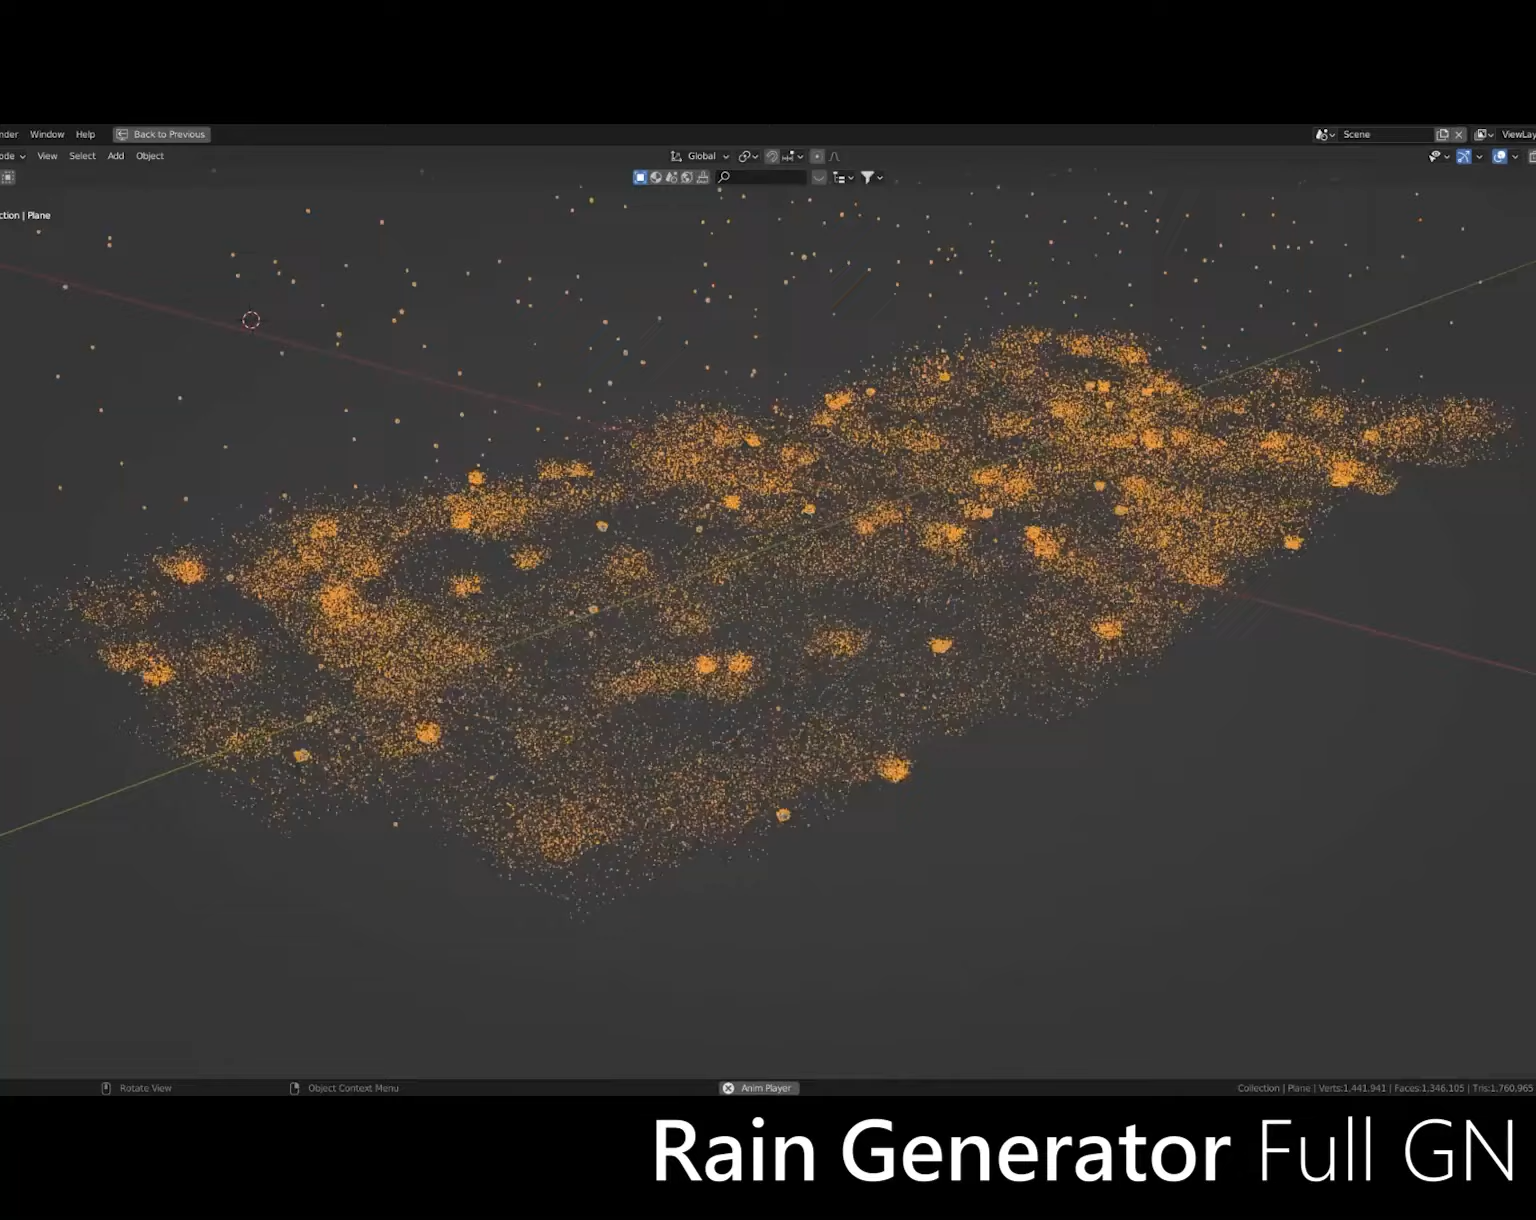 nder Window Help Back to Previous Scene ViewLay
ode View Select Add Object Global
ction | Plane
Rotate View Object Context Menu Anim Player Collection | Plane | Verts:1,441,941 | Faces:1,346,105 | Tris:1,760,965
Rain Generator Full GN